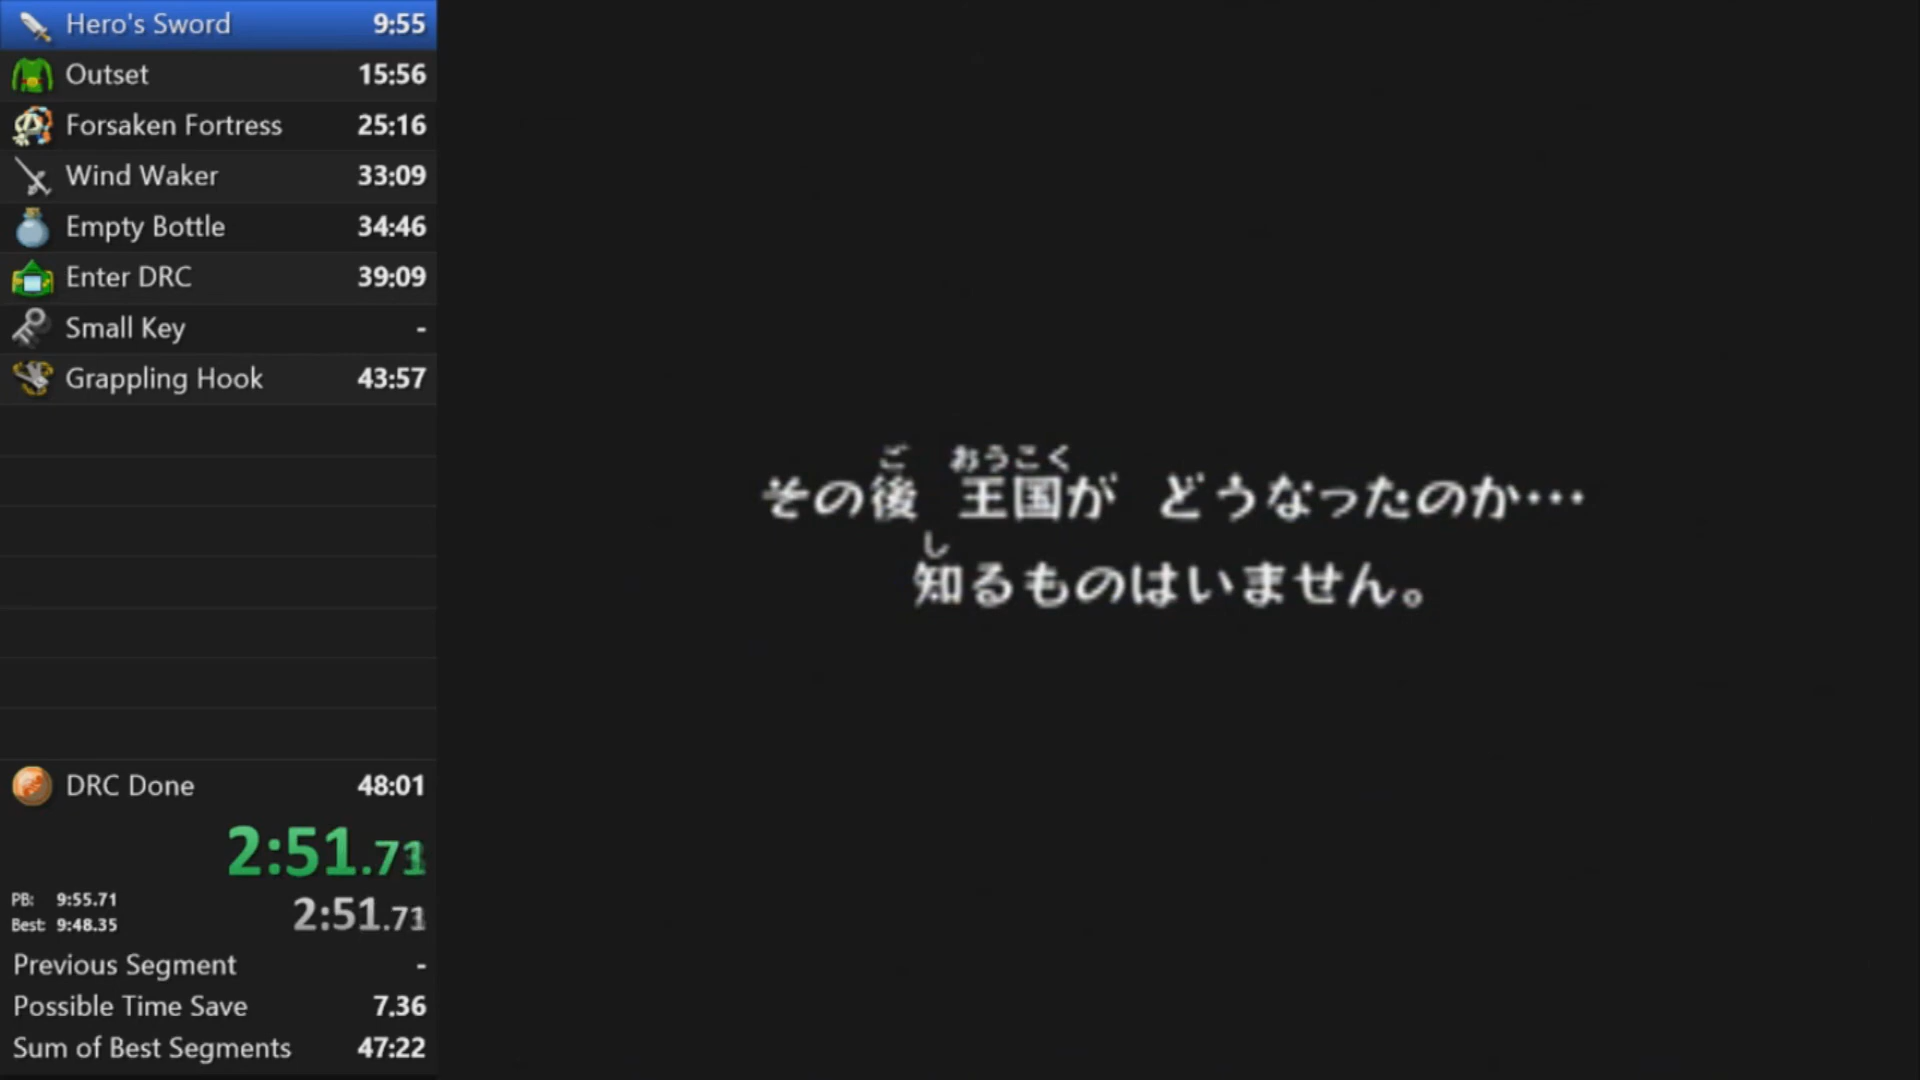 Hero's Sword 9:55
Outset 15:56
Forsaken Fortress 25:16
Wind Waker 33:09
Empty Bottle 34:46
Enter DRC 39:09
Small Key -
Grappling Hook 43:57
DRC Done 48:01
2:51.71
PB: 9:55.71
Best: 9:48.35
2:51.71
Previous Segment -
Possible Time Save 7.36
Sum of Best Segments 47:22
ご おうこく
その後 王国が どうなったのか…
し
知るものはいません。